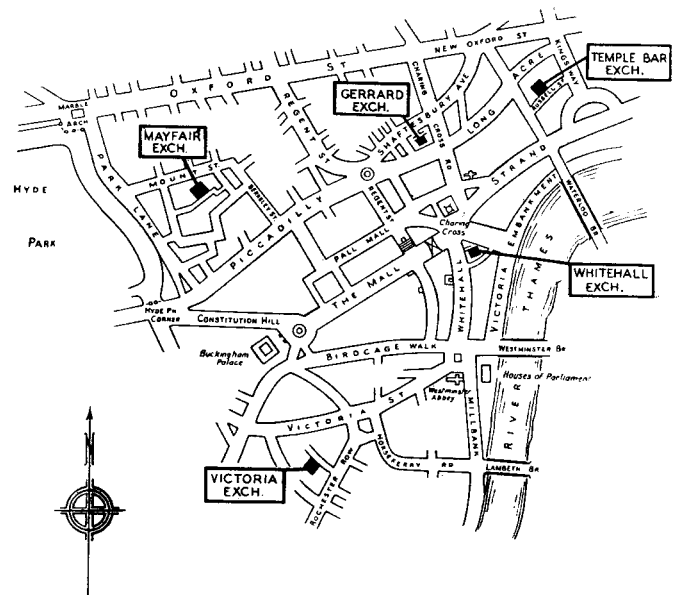 TEMPLE BAR
EXCH.
GERRARD
EXCH.
MAYFAIR
EXCH.
WHITEHALL
EXCH.
VICTORIA
EXCH.
OXFORD ST
NEW OXFORD ST
KINGSWAY
LONG ACRE
RUSSELL ST
CHARING CROSS RD
SHAFTESBURY AVE
REGENT ST
MARBLE
ARCH
PARK LANE
MOUNT ST.
BERKELEY ST.
HYDE
PARK
PICCADILLY
REGENT ST
STRAND
WATERLOO BR
Charing
Cross
PALL MALL
THE MALL
WHITEHALL
VICTORIA EMBANKMENT
RIVER THAMES
HYDE PK
CORNER
CONSTITUTION HILL
Buckingham
Palace
BIRDCAGE WALK
WESTMINSTER BR
Houses of Parliament
Westminster
Abbey
MILLBANK
VICTORIA ST
HORSEFERRY RD
LAMBETH BR
ROCHESTER ROW
N